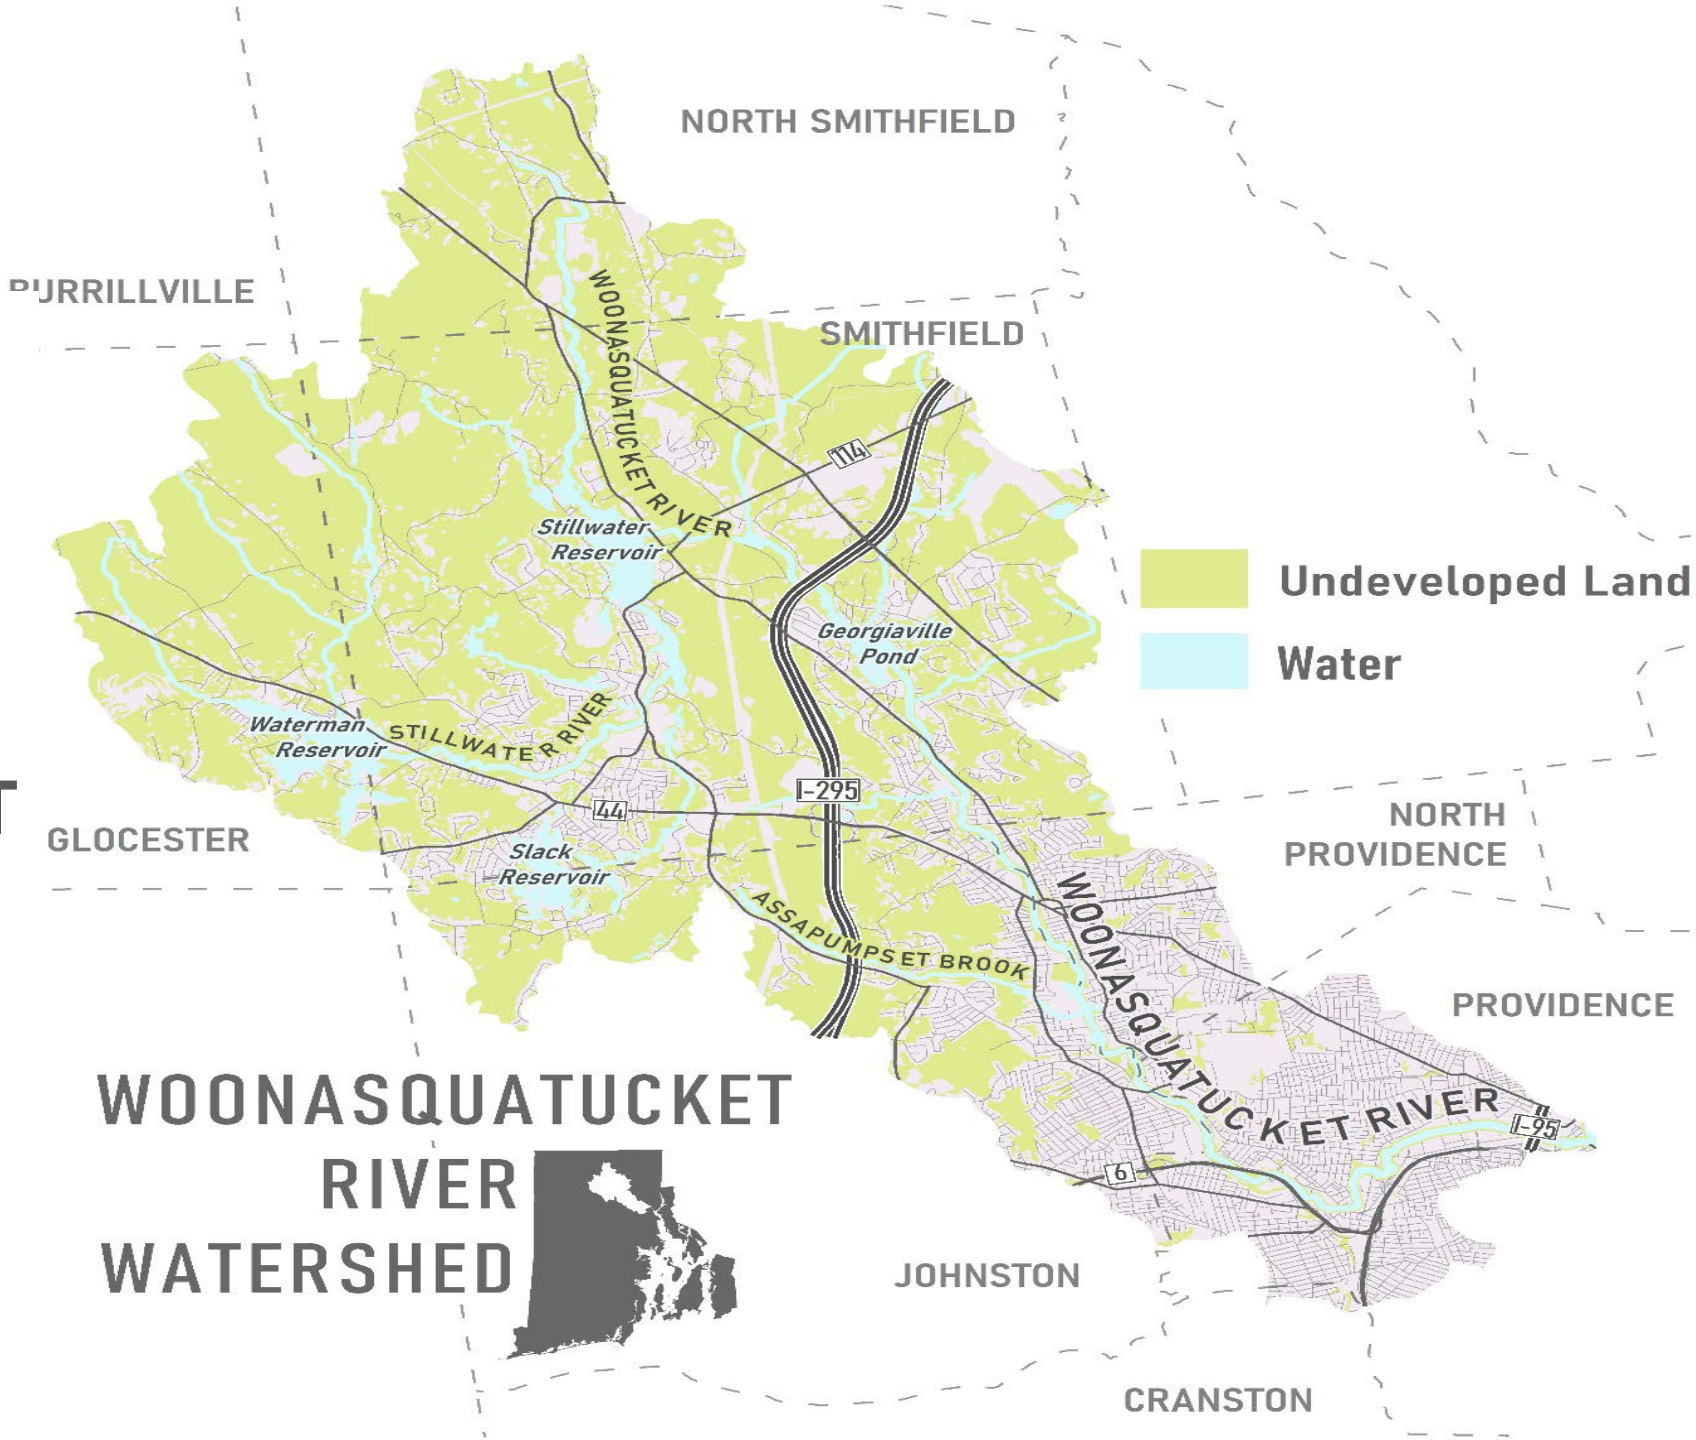 NORTH SMITHFIELD
BURRILLVILLE
SMITHFIELD
WOONASQUATUCKET RIVER
114
Stillwater
Reservoir
Undeveloped Land
Georgiaville
Pond
Water
Waterman
Reservoir
STILLWATER RIVER
I-295
T
44
GLOCESTER
NORTH
PROVIDENCE
Slack
Reservoir
ASSAPUMPSET BROOK
WOONASQUATUCKET RIVER
PROVIDENCE
I-95
6
WOONASQUATUCKET
RIVER
WATERSHED
JOHNSTON
CRANSTON